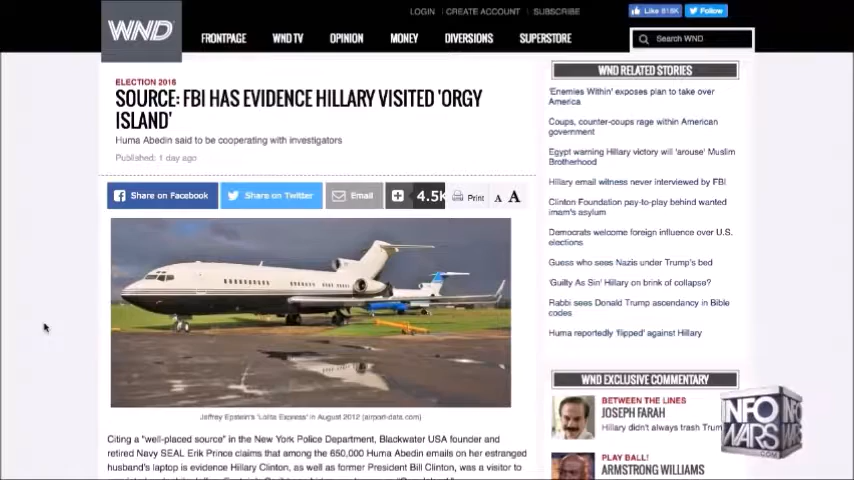 LOGIN | CREATE ACCOUNT | SUBSCRIBE
Like 818K
Follow
WND
FRONTPAGE WND TV OPINION MONEY DIVERSIONS SUPERSTORE
Search WND
ELECTION 2016
SOURCE: FBI HAS EVIDENCE HILLARY VISITED 'ORGY
ISLAND'
Huma Abedin said to be cooperating with investigators
Published: 1 day ago
Share on Facebook
Share on Twitter
Email
4.5K
Print
A A
Jeffrey Epstein's 'Lolita Express' in August 2012 (airport-data.com)
Citing a "well-placed source" in the New York Police Department, Blackwater USA founder and
retired Navy SEAL Erik Prince claims that among the 650,000 Huma Abedin emails on her estranged
husband's laptop is evidence Hillary Clinton, as well as former President Bill Clinton, was a visitor to
WND RELATED STORIES
'Enemies Within' exposes plan to take over
America
Coups, counter-coups rage within American
government
Egypt warning Hillary victory will 'arouse' Muslim
Brotherhood
Hillary email witness never interviewed by FBI
Clinton Foundation pay-to-play behind wanted
imam's asylum
Democrats welcome foreign influence over U.S.
elections
Guess who sees Nazis under Trump's bed
'Guilty As Sin' Hillary on brink of collapse?
Rabbi sees Donald Trump ascendancy in Bible
codes
Huma reportedly 'flipped' against Hillary
WND EXCLUSIVE COMMENTARY
BETWEEN THE LINES
JOSEPH FARAH
Hillary didn't always trust
PLAY BALL!
ARMSTRONG WILLIAMS
INFO
WARS
.COM